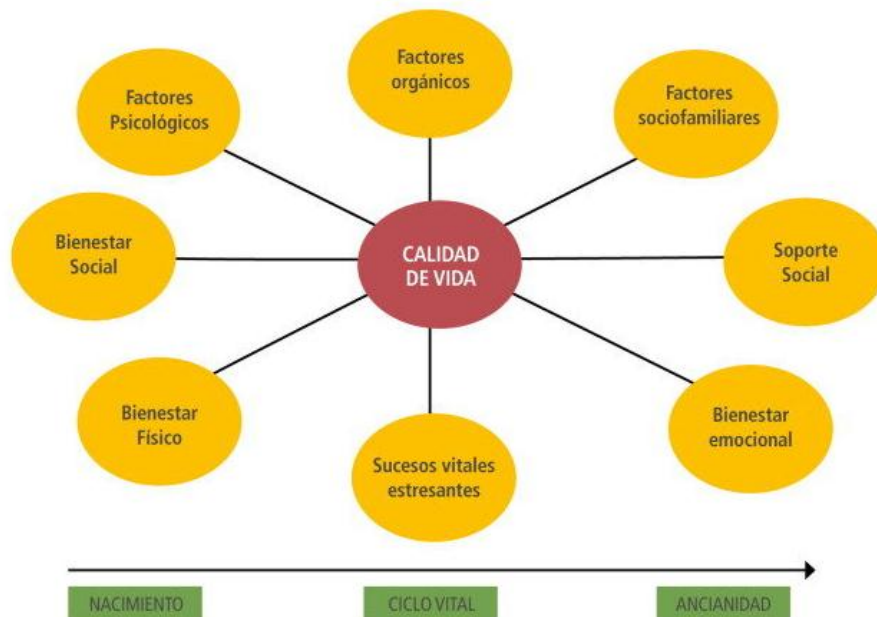 Factores
orgánicos
Factores
Psicológicos
Factores
sociofamiliares
Bienestar
Social
CALIDAD
DE VIDA
Soporte
Social
Bienestar
Físico
Bienestar
emocional
Sucesos vitales
estresantes
NACIMIENTO
CICLO VITAL
ANCIANIDAD